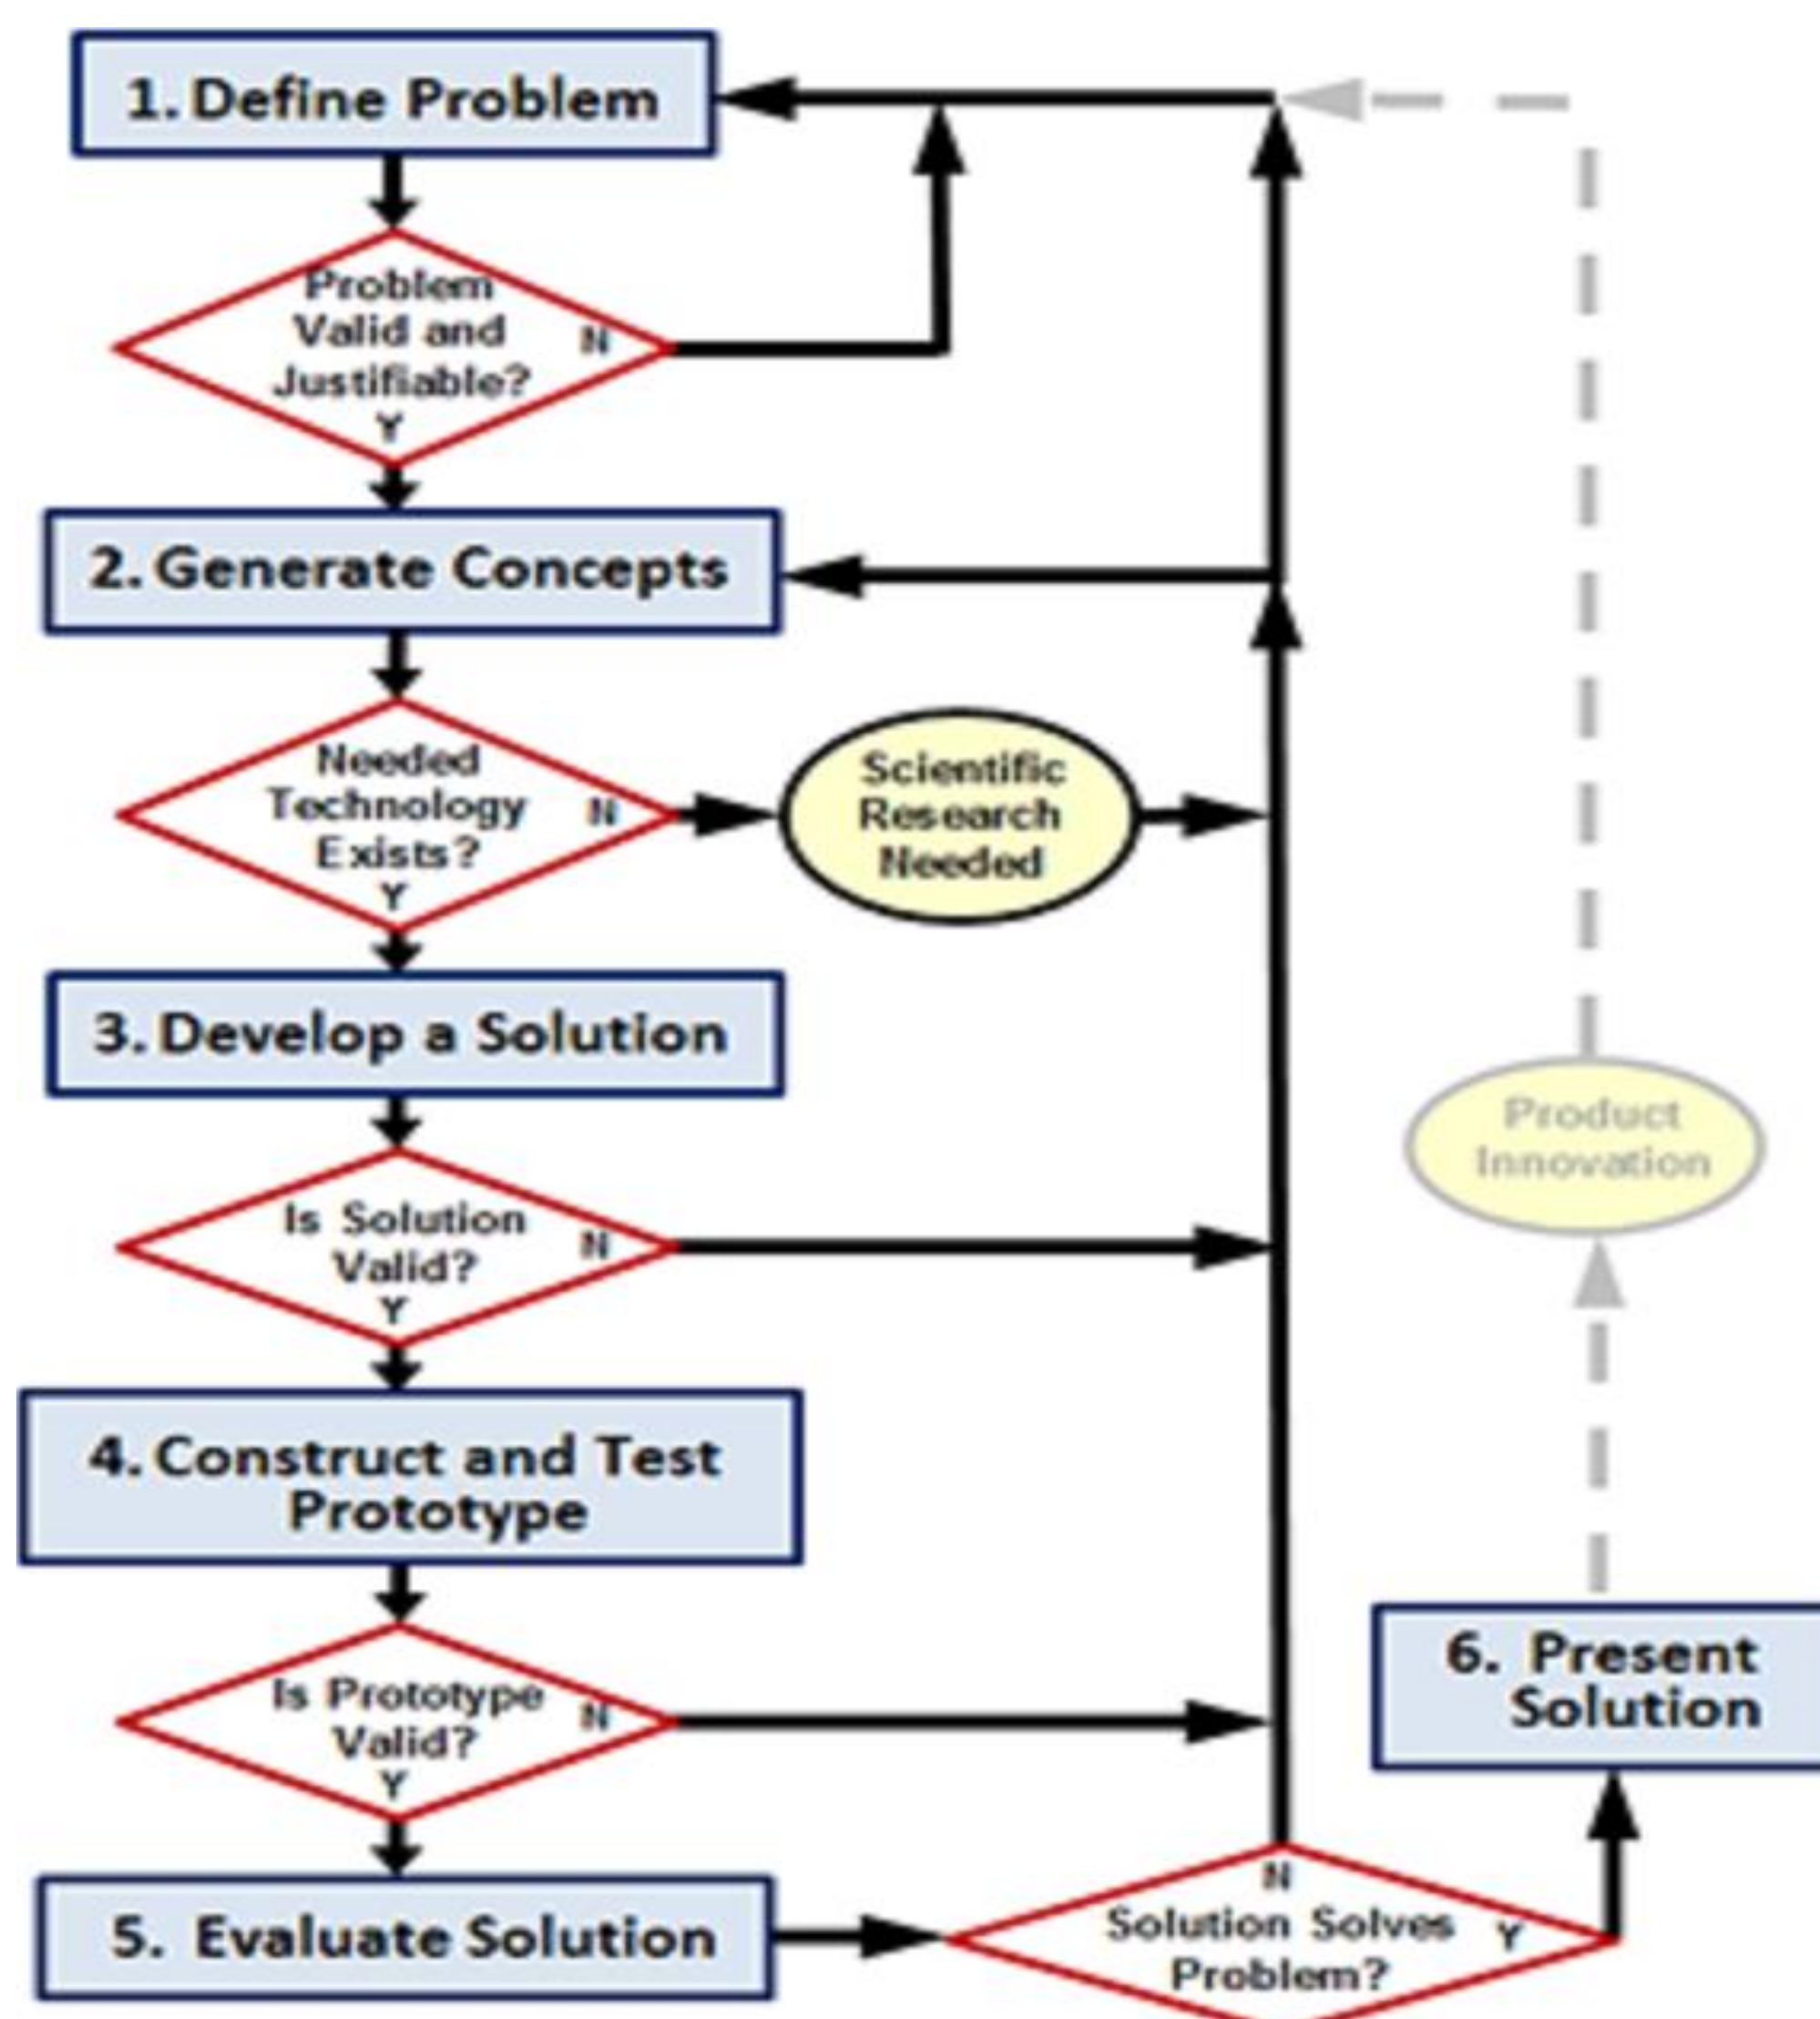 1. Define Problem
Problem
Valid and
N
Justifiable?
Y
2. Generate Concepts
Needed
Technology
N
Exists?
Y
Scientific
Research
Needed
3. Develop a Solution
Is Solution
N
Valid?
Y
Product
Innovation
4. Construct and Test
Prototype
Is Prototype
N
Valid?
Y
6. Present
Solution
5. Evaluate Solution
N
Solution Solves
Y
Problem?